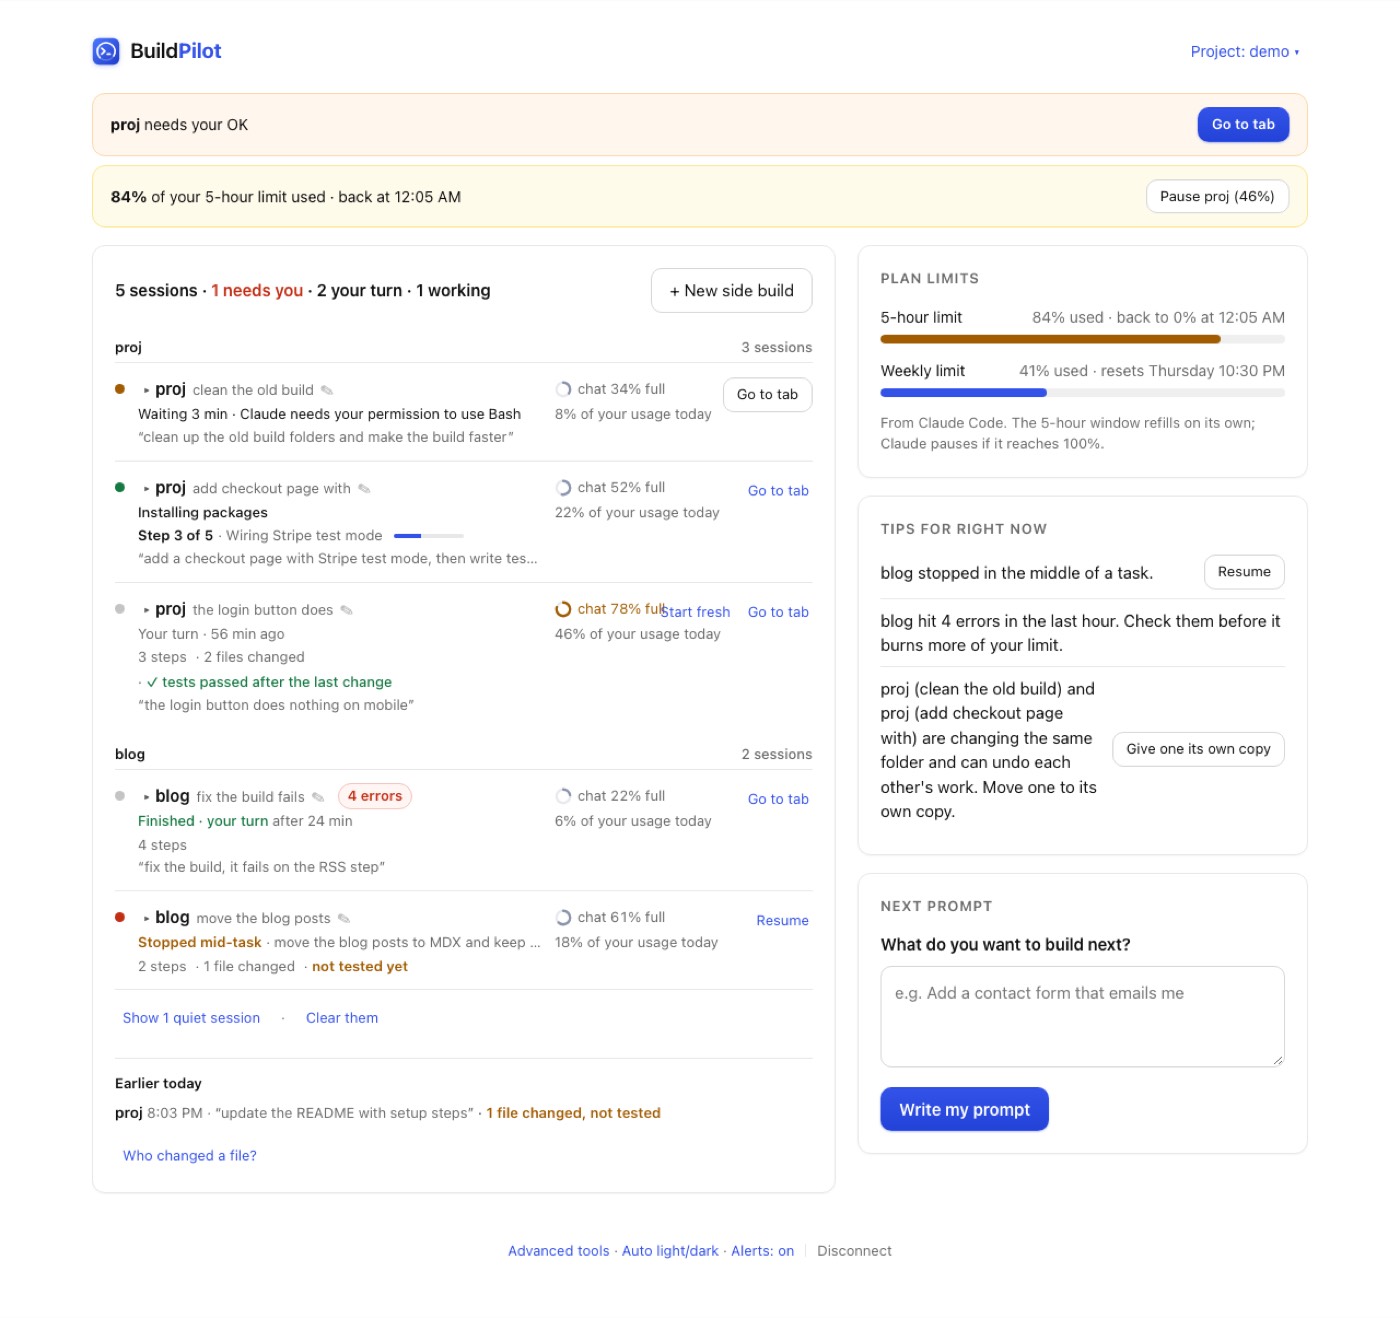 BuildPilot
Project: demo ▾
proj needs your OK
Go to tab
84% of your 5-hour limit used · back at 12:05 AM
Pause proj (46%)
5 sessions · 1 needs you · 2 your turn · 1 working
+ New side build
proj
3 sessions
▸ proj clean the old build ✎
chat 34% full
Go to tab
Waiting 3 min · Claude needs your permission to use Bash
8% of your usage today
“clean up the old build folders and make the build faster”
▸ proj add checkout page with ✎
chat 52% full
Go to tab
Installing packages
22% of your usage today
Step 3 of 5 · Wiring Stripe test mode
“add a checkout page with Stripe test mode, then write tes...
▸ proj the login button does ✎
chat 78% full
Start fresh
Go to tab
Your turn · 56 min ago
46% of your usage today
3 steps · 2 files changed
· ✓ tests passed after the last change
“the login button does nothing on mobile”
blog
2 sessions
▸ blog fix the build fails ✎ 4 errors
chat 22% full
Go to tab
Finished · your turn after 24 min
6% of your usage today
4 steps
“fix the build, it fails on the RSS step”
▸ blog move the blog posts ✎
chat 61% full
Resume
Stopped mid-task · move the blog posts to MDX and keep ...
18% of your usage today
2 steps · 1 file changed · not tested yet
Show 1 quiet session · Clear them
Earlier today
proj 8:03 PM · “update the README with setup steps” · 1 file changed, not tested
Who changed a file?
PLAN LIMITS
5-hour limit
84% used · back to 0% at 12:05 AM
Weekly limit
41% used · resets Thursday 10:30 PM
From Claude Code. The 5-hour window refills on its own;
Claude pauses if it reaches 100%.
TIPS FOR RIGHT NOW
blog stopped in the middle of a task.
Resume
blog hit 4 errors in the last hour. Check them before it
burns more of your limit.
proj (clean the old build) and
proj (add checkout page
with) are changing the same
folder and can undo each
other's work. Move one to its
own copy.
Give one its own copy
NEXT PROMPT
What do you want to build next?
e.g. Add a contact form that emails me
Write my prompt
Advanced tools · Auto light/dark · Alerts: on
Disconnect